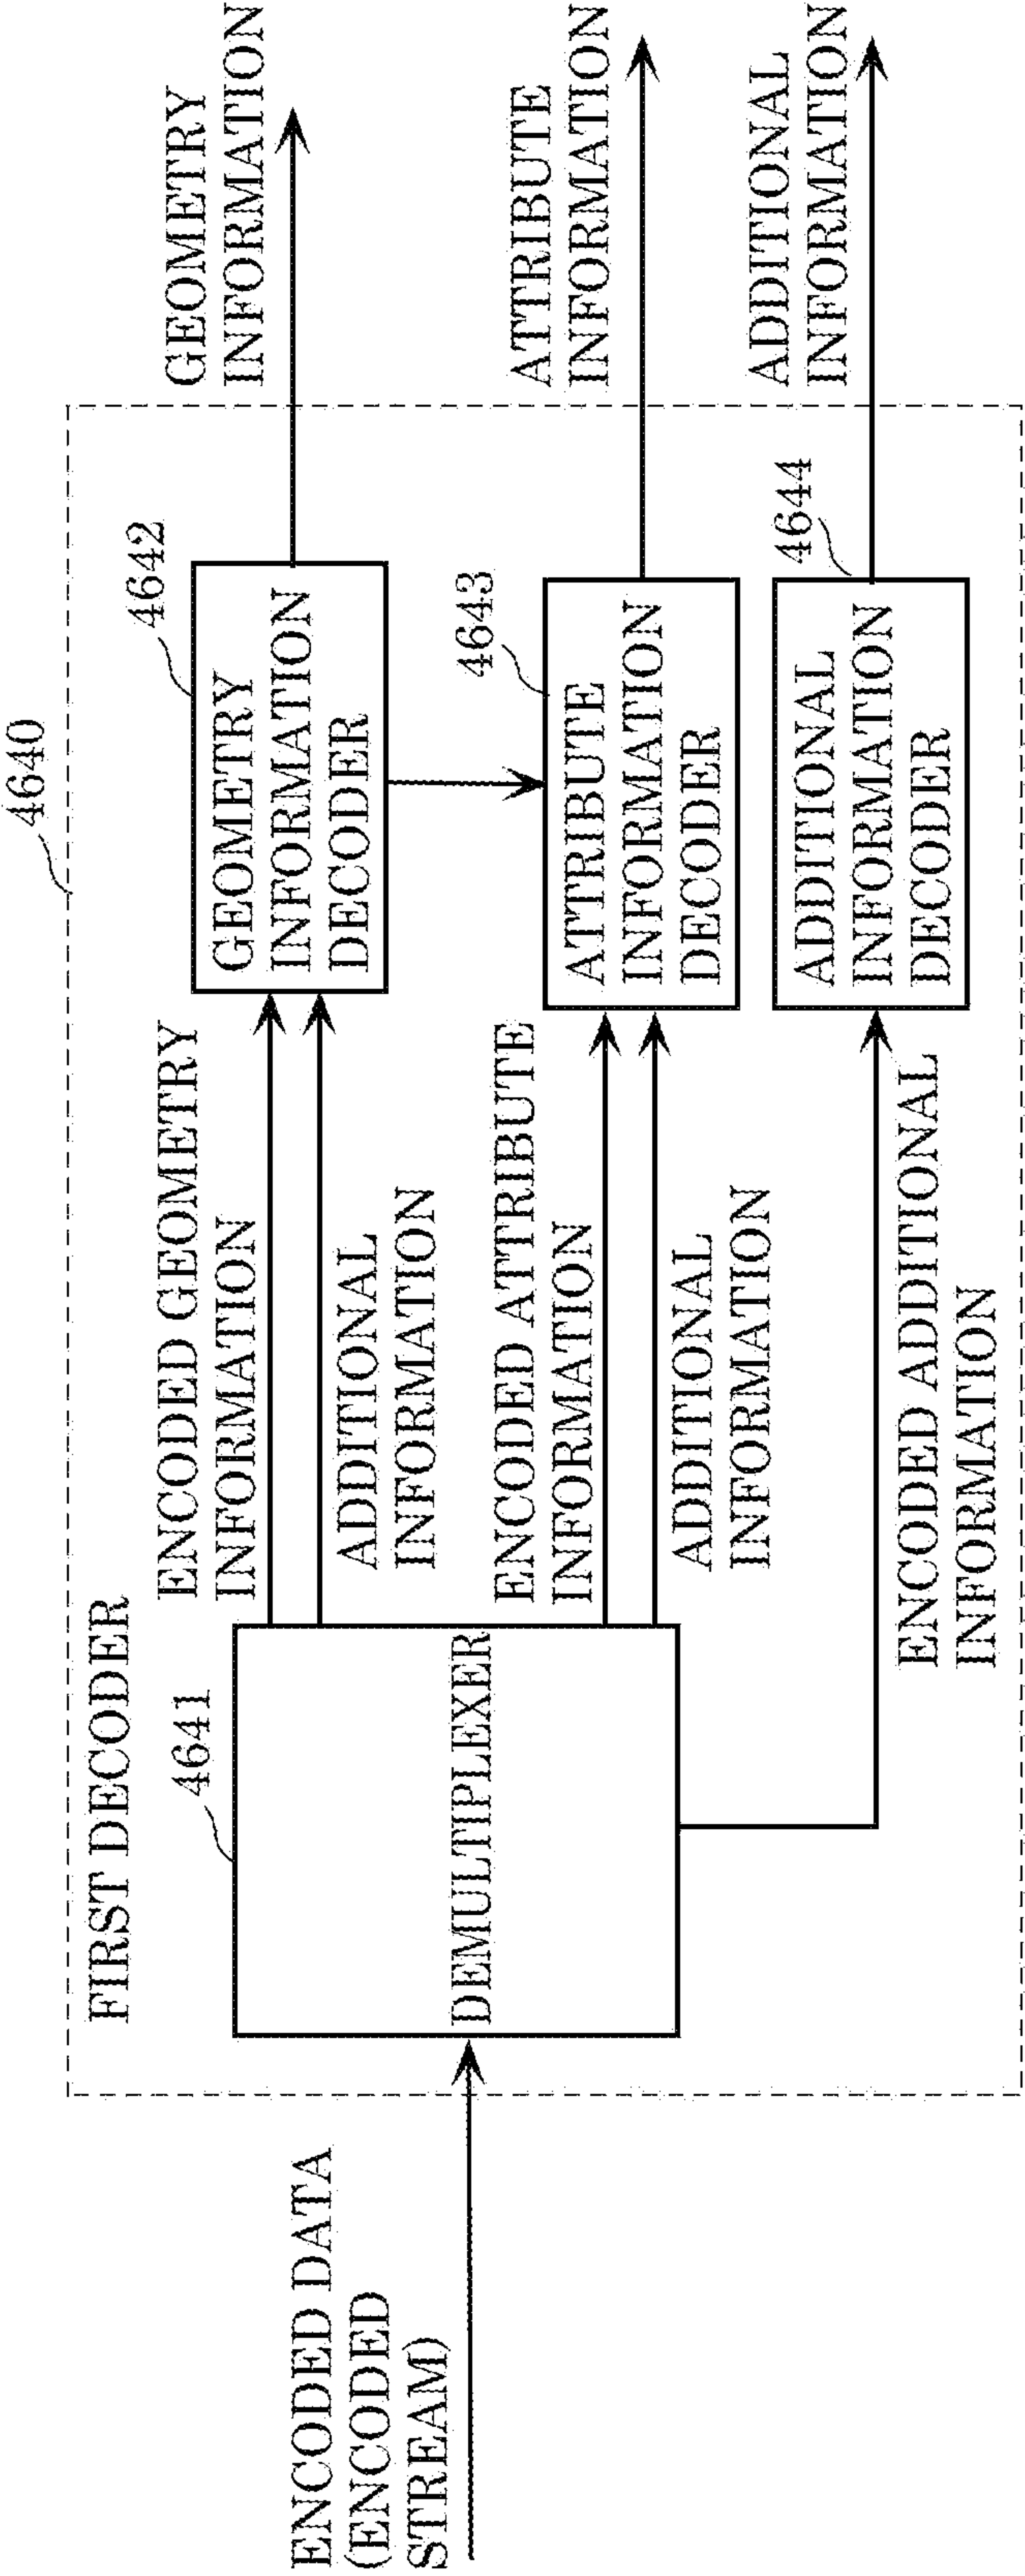 4640
FIRST DECODER
ENCODED DATA
(ENCODED
STREAM)
4641
DEMULTIPLEXER
ENCODED GEOMETRY
INFORMATION
ADDITIONAL
INFORMATION
ENCODED ATTRIBUTE
INFORMATION
ADDITIONAL
INFORMATION
ENCODED ADDITIONAL
INFORMATION
4642
GEOMETRY
INFORMATION
DECODER
4643
ATTRIBUTE
INFORMATION
DECODER
4644
ADDITIONAL
INFORMATION
DECODER
GEOMETRY
INFORMATION
ATTRIBUTE
INFORMATION
ADDITIONAL
INFORMATION